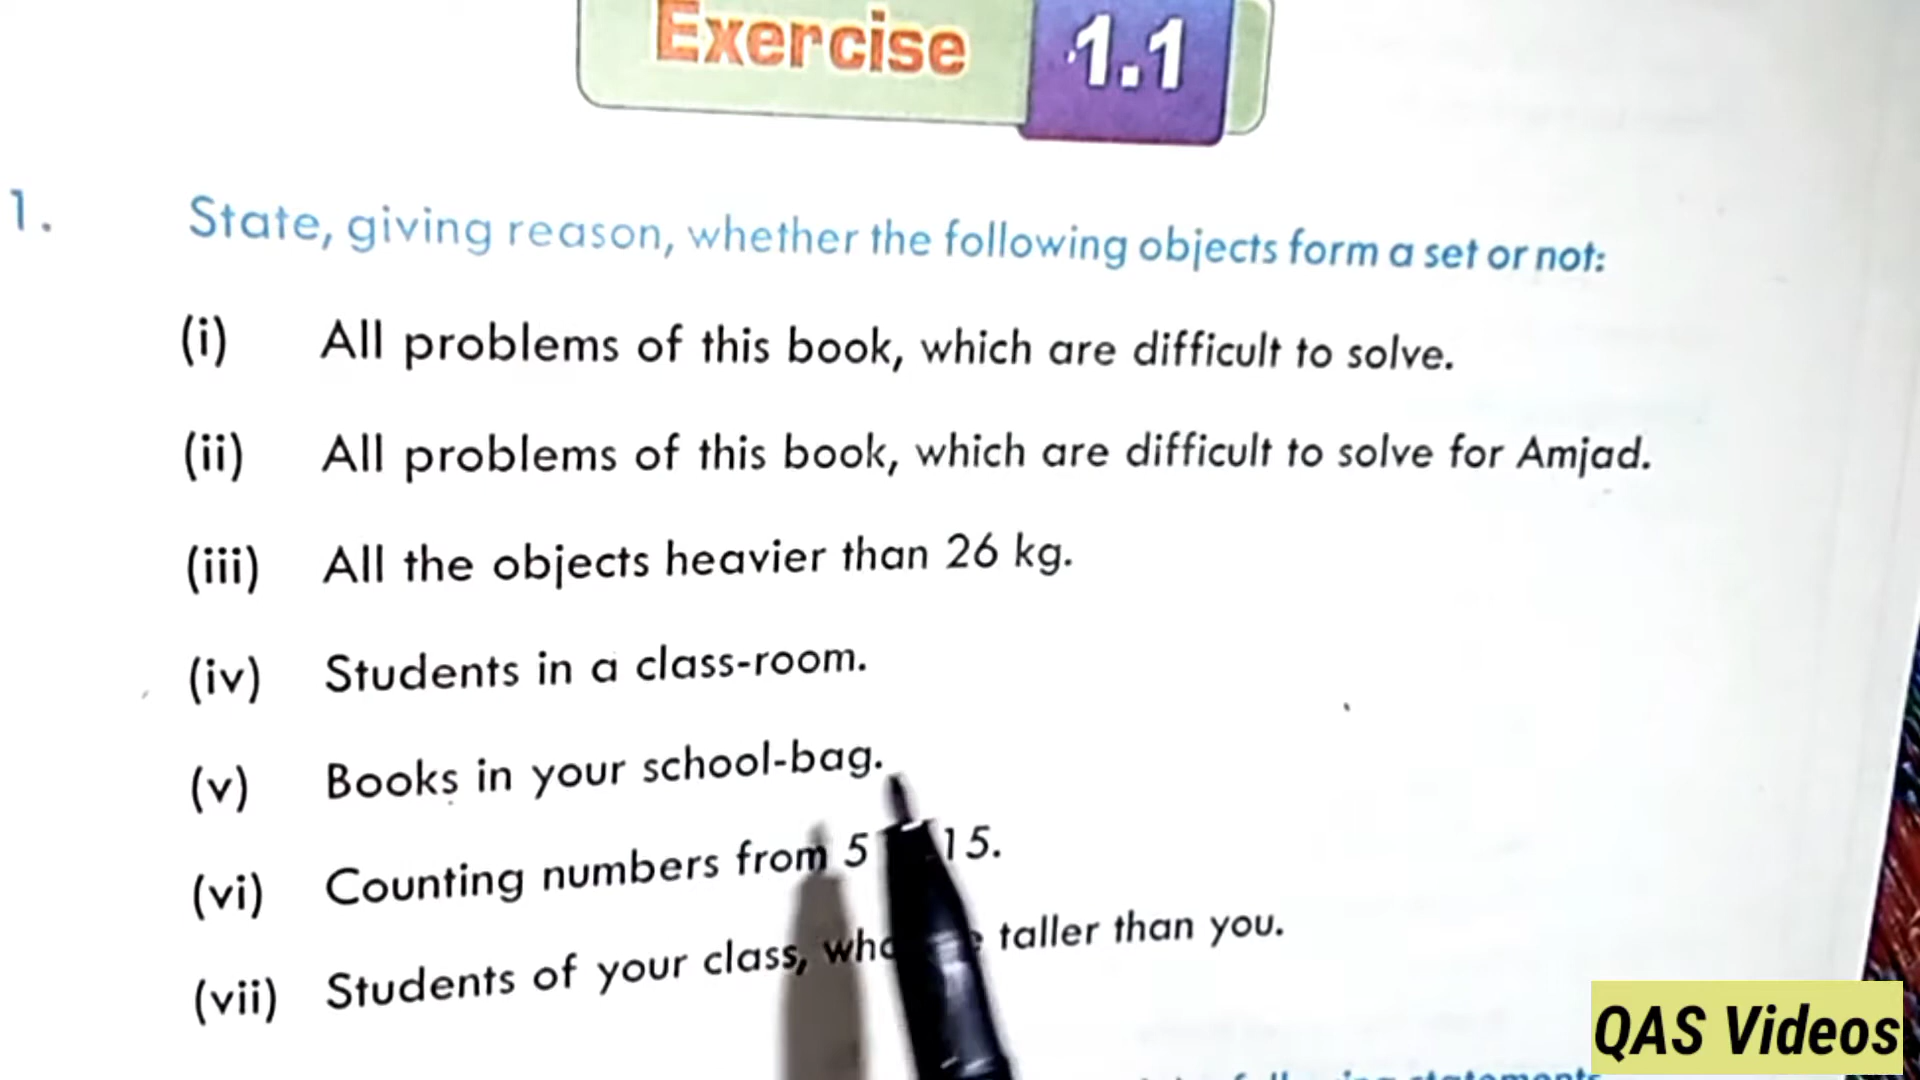 Exercise 1.1
1. State, giving reason, whether the following objects form a set or not:
(i) All problems of this book, which are difficult to solve.
(ii) All problems of this book, which are difficult to solve for Amjad.
(iii) All the objects heavier than 26 kg.
(iv) Students in a class-room.
(v) Books in your school-bag.
(vi) Counting numbers from 5 15.
(vii) Students of your class, taller than you.
QAS Videos
statements